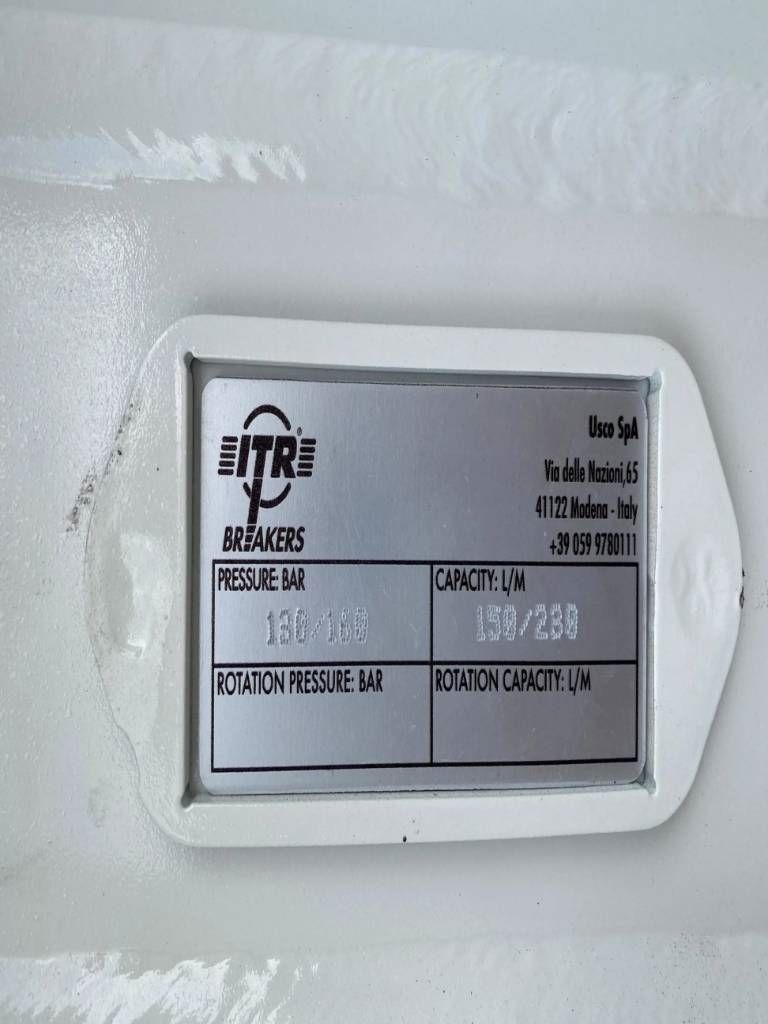 ITR®
BREAKERS
Usco SpA
Via delle Nazioni,65
41122 Modena - Italy
+39 059 9780111
PRESSURE: BAR
130/160
CAPACITY: L/M
150/230
ROTATION PRESSURE: BAR
ROTATION CAPACITY: L/M